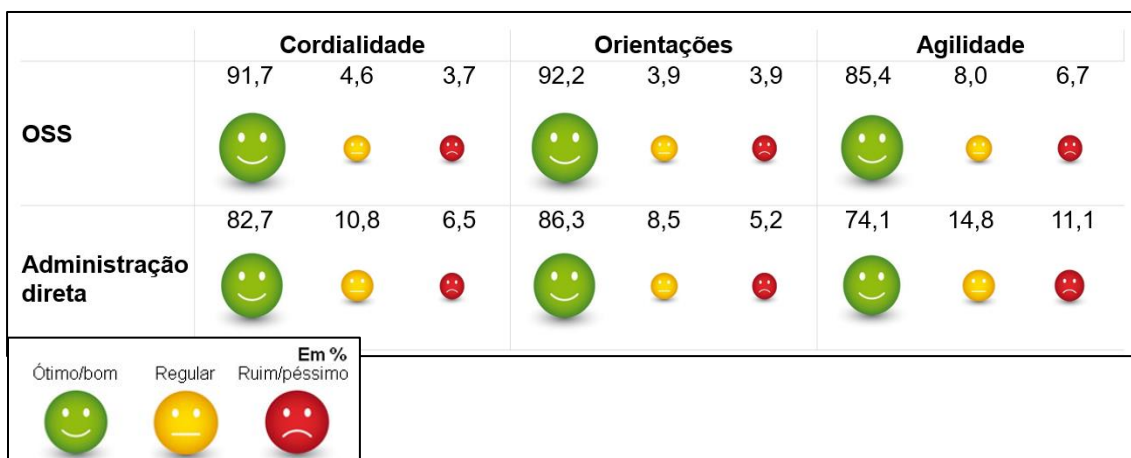 Cordialidade Orientações Agilidade
91,7 4,6 3,7 92,2 3,9 3,9 85,4 8,0 6,7
OSS
82,7 10,8 6,5 86,3 8,5 5,2 74,1 14,8 11,1
Administração
direta
Em %
Ótimo/bom Regular Ruim/péssimo